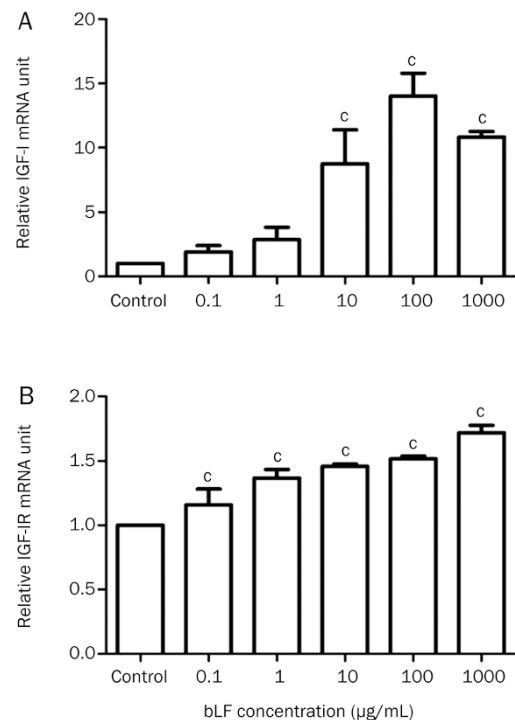 A
Relative IGF-I mRNA unit
20
15
10
5
0
c
c
c
Control 0.1 1 10 100 1000
B
Relative IGF-IR mRNA unit
2.0
1.5
1.0
0.5
0.0
c
c
c
c
c
Control 0.1 1 10 100 1000
bLF concentration (μg/mL)